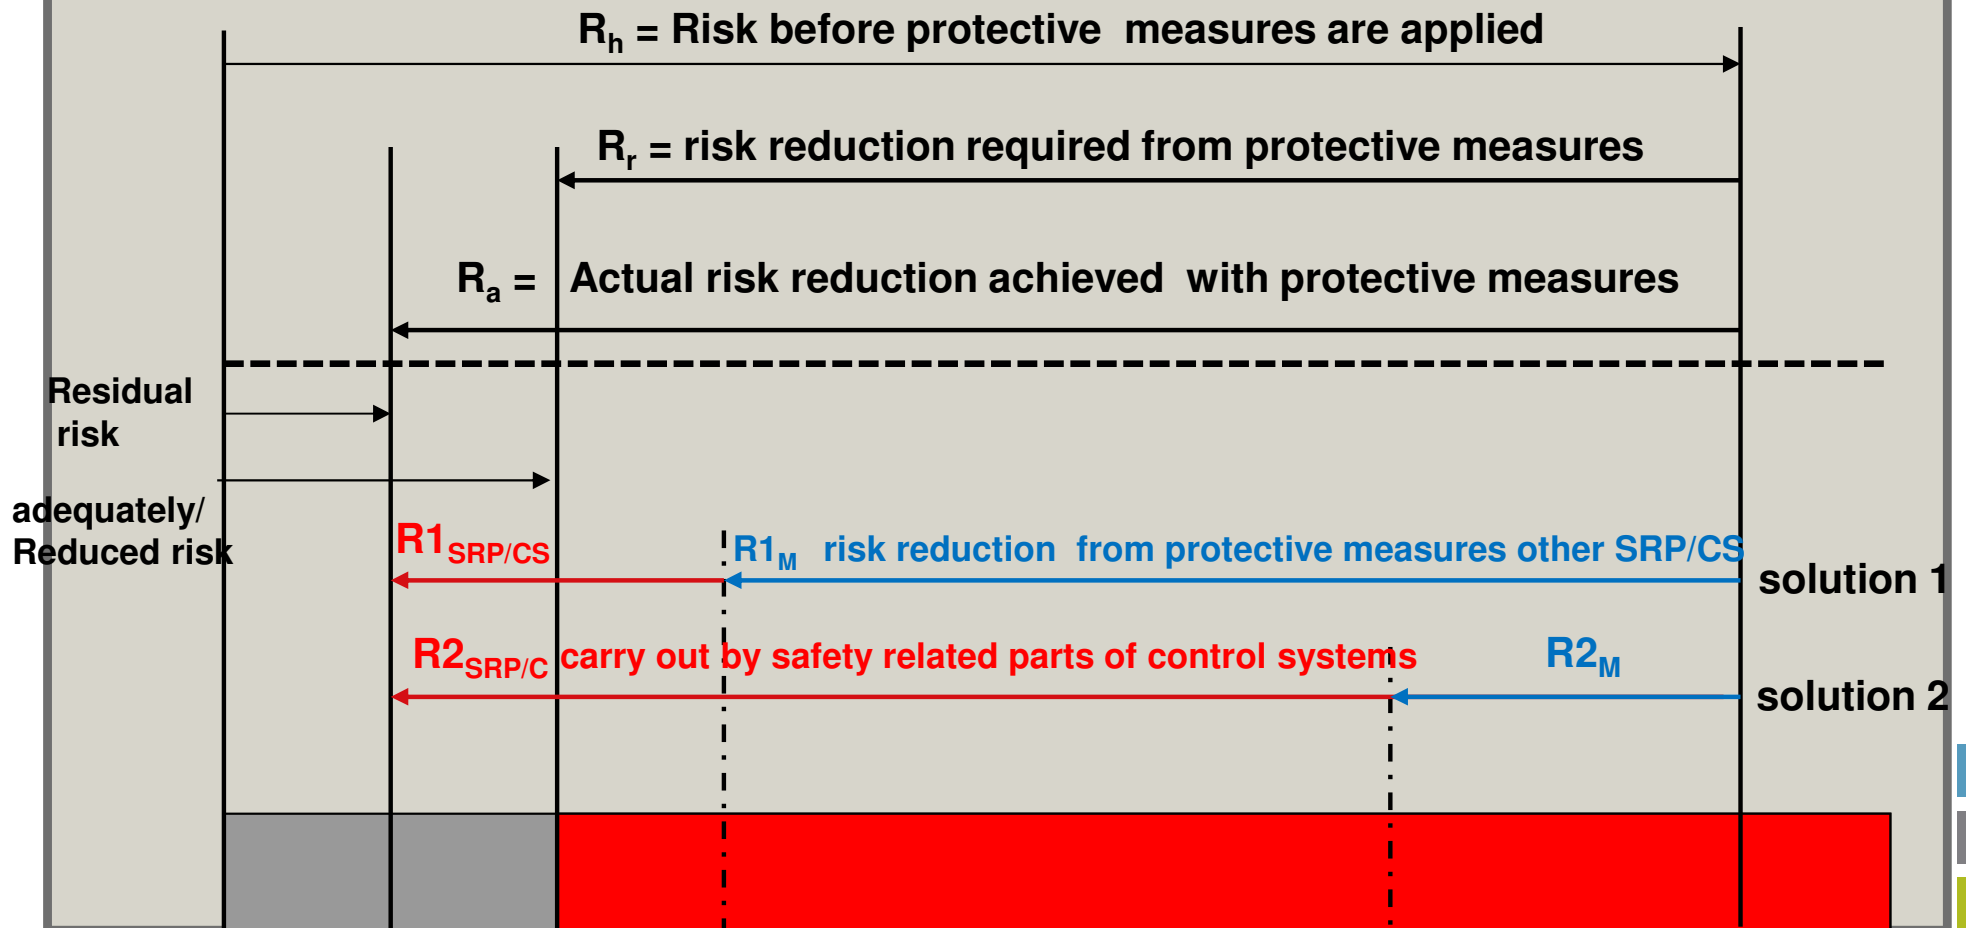 Rh = Risk before protective measures are applied
Rr = risk reduction required from protective measures
Ra = Actual risk reduction achieved with protective measures
Residual
risk
adequately/
Reduced risk
R1SRP/CS
R1M risk reduction from protective measures other SRP/CS
solution 1
R2SRP/C carry out by safety related parts of control systems
R2M
solution 2